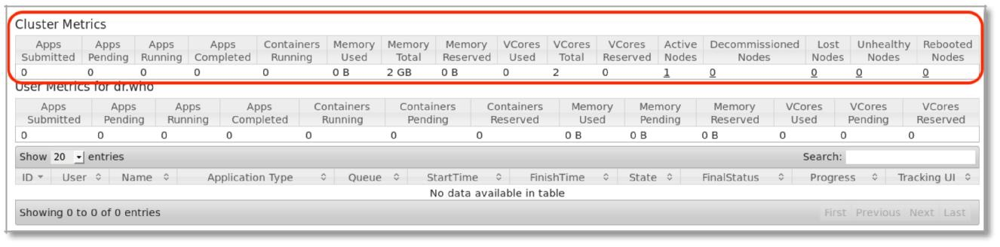 Cluster Metrics
Apps Apps Apps Apps Containers Memory Memory Memory VCores VCores VCores Active Decommissioned Lost Unhealthy Rebooted
Submitted Pending Running Completed Running Used Total Reserved Used Total Reserved Nodes Nodes Nodes Nodes Nodes
0 0 0 0 0 0 B 2 GB 0 B 0 2 0 1 0 0 0 0
User Metrics for dr.who
Apps Apps Apps Apps Containers Containers Containers Memory Memory Memory VCores VCores VCores
Submitted Pending Running Completed Running Pending Reserved Used Pending Reserved Used Pending Reserved
0 0 0 0 0 0 0 0 B 0 B 0 B 0 0 0
Show 20 entries Search:
ID User Name Application Type Queue StartTime FinishTime State FinalStatus Progress Tracking UI
No data available in table
Showing 0 to 0 of 0 entries First Previous Next Last